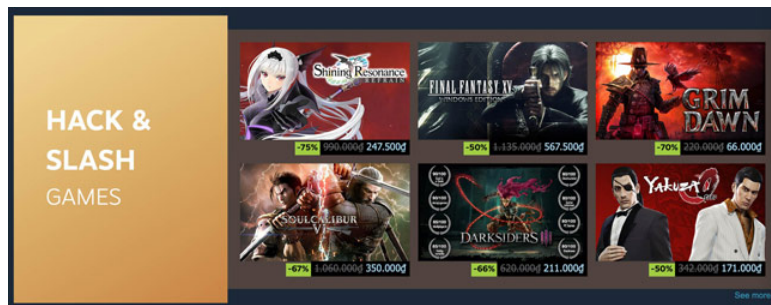 HACK &
SLASH
GAMES
Shining Resonance
REFRAIN
-75% 990.000₫ 247.500₫
FINAL FANTASY XV
WINDOWS EDITION
-50% 1.135.000₫ 567.500₫
GRIM
DAWN
-70% 220.000₫ 66.000₫
SOULCALIBUR
VI
-67% 1.060.000₫ 350.000₫
DARKSIDERS III
-66% 620.000₫ 211.000₫
YAKUZA 0
-50% 342.000₫ 171.000₫
See more